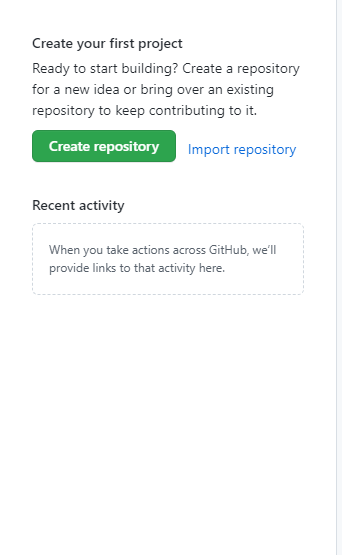 Create your first project
Ready to start building? Create a repository
for a new idea or bring over an existing
repository to keep contributing to it.
Create repository
Import repository
Recent activity
When you take actions across GitHub, we’ll
provide links to that activity here.